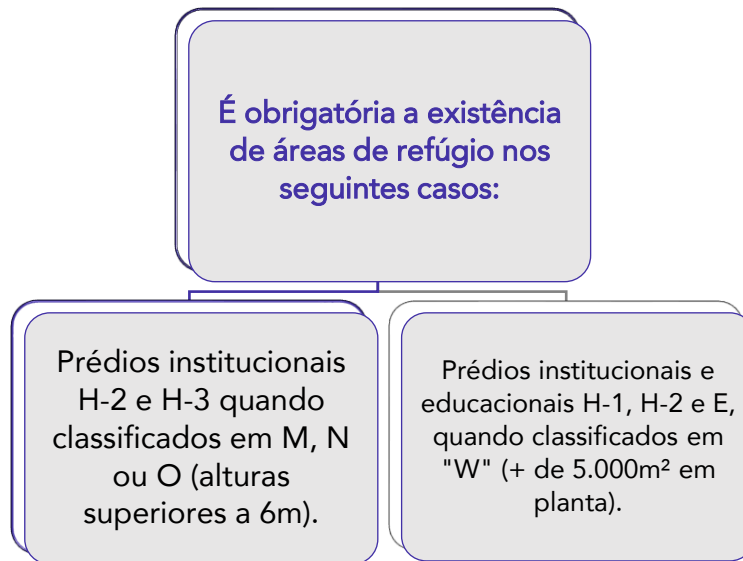 É obrigatória a existência
de áreas de refúgio nos
seguintes casos:
Prédios institucionais
H-2 e H-3 quando
classificados em M, N
ou O (alturas
superiores a 6m).
Prédios institucionais e
educacionais H-1, H-2 e E,
quando classificados em
"W" (+ de 5.000m² em
planta).